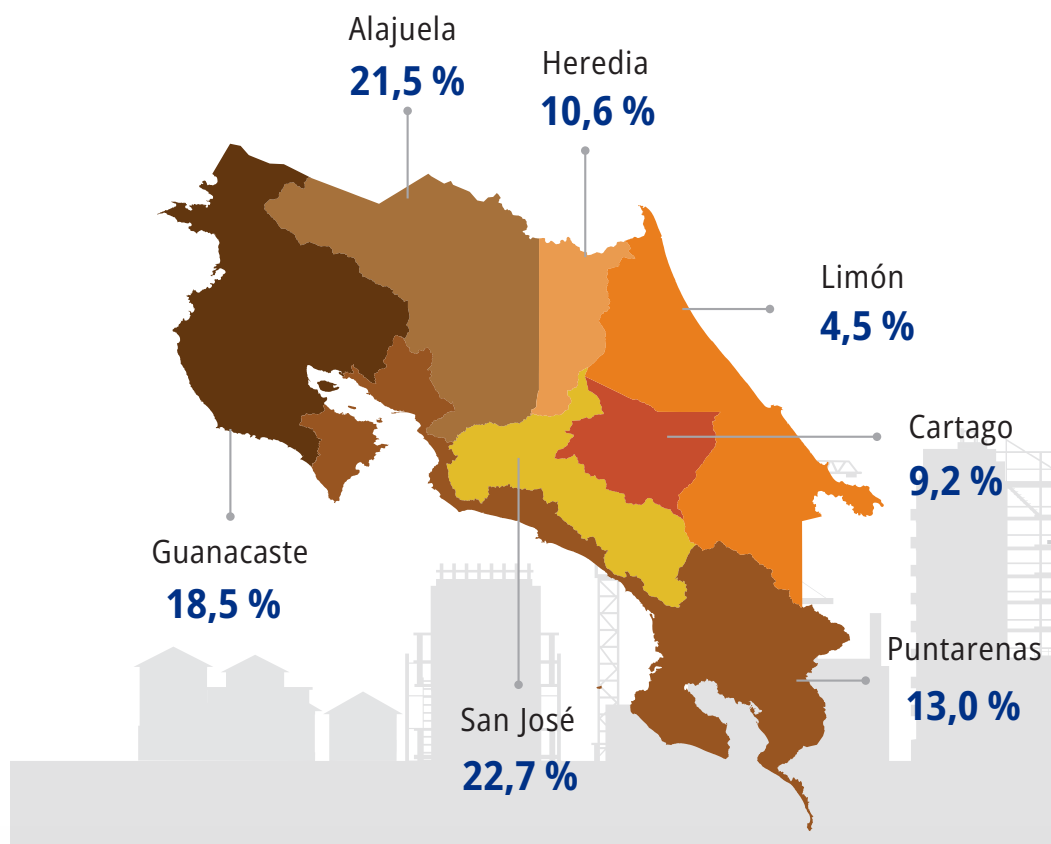 Alajuela
21,5 %
Heredia
10,6 %
Limón
4,5 %
Cartago
9,2 %
Guanacaste
18,5 %
Puntarenas
13,0 %
San José
22,7 %